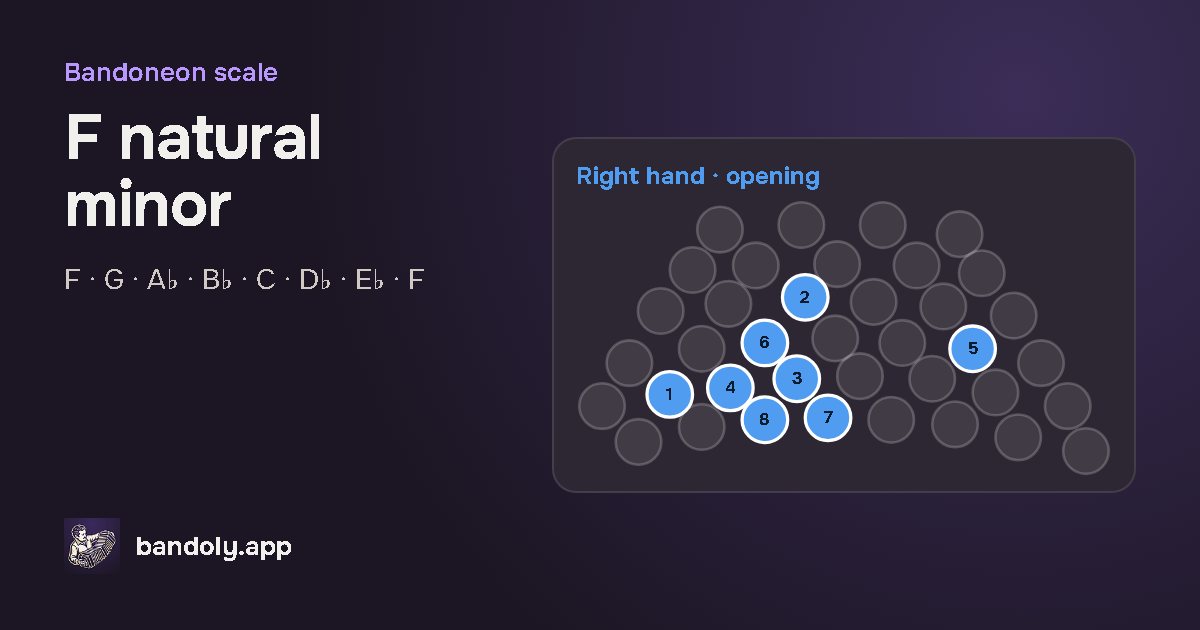 Bandoneon scale
F natural
minor
F · G · A♭ · B♭ · C · D♭ · E♭ · F
Right hand · opening
2
6
5
3
4
1
7
8
bandoly.app